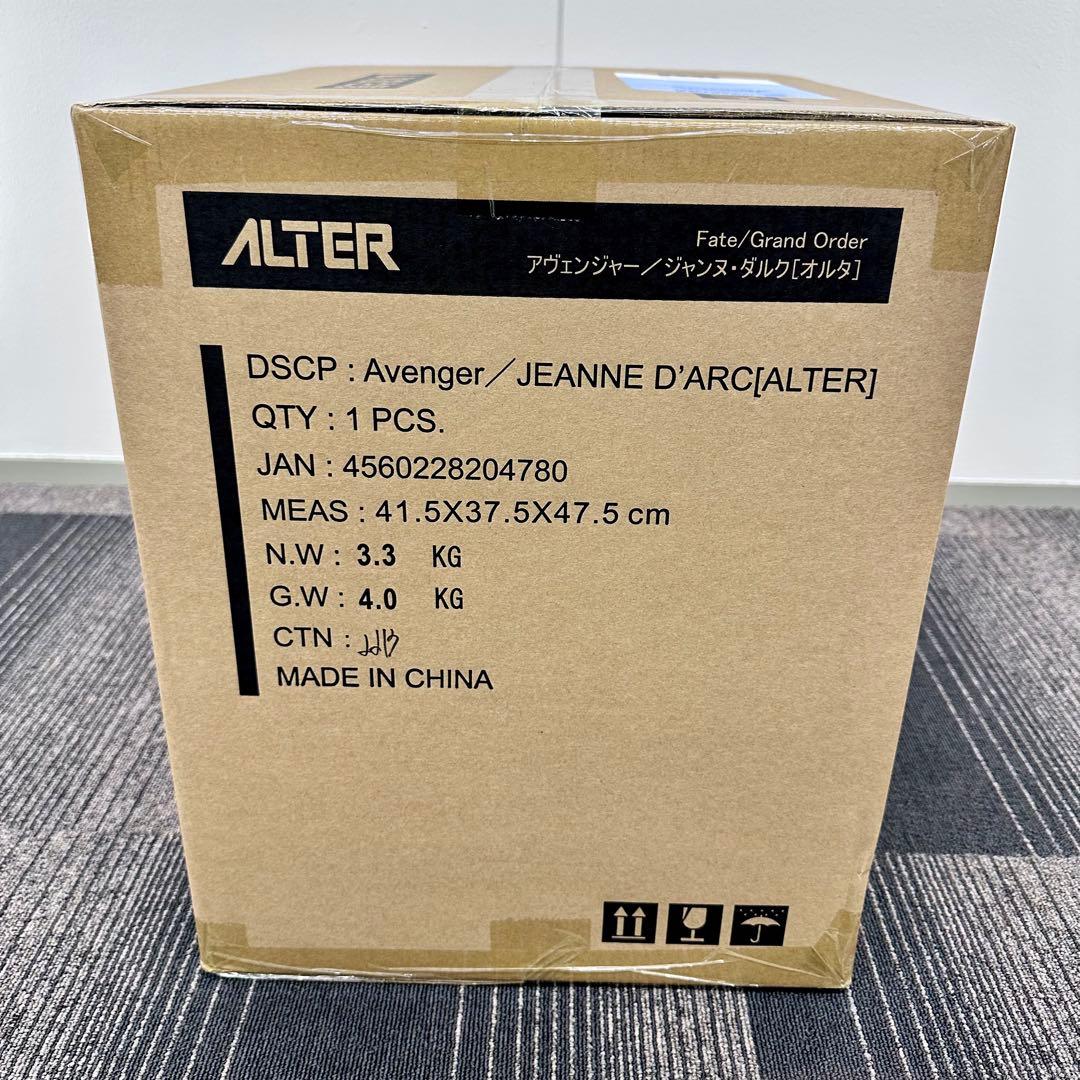 ALTER
Fate/Grand Order
アヴェンジャー／ジャンヌ・ダルク[オルタ]
DSCP : Avenger／JEANNE D'ARC[ALTER]
QTY : 1 PCS.
JAN : 4560228204780
MEAS : 41.5X37.5X47.5 cm
N.W : 3.3 KG
G.W : 4.0 KG
CTN :
MADE IN CHINA